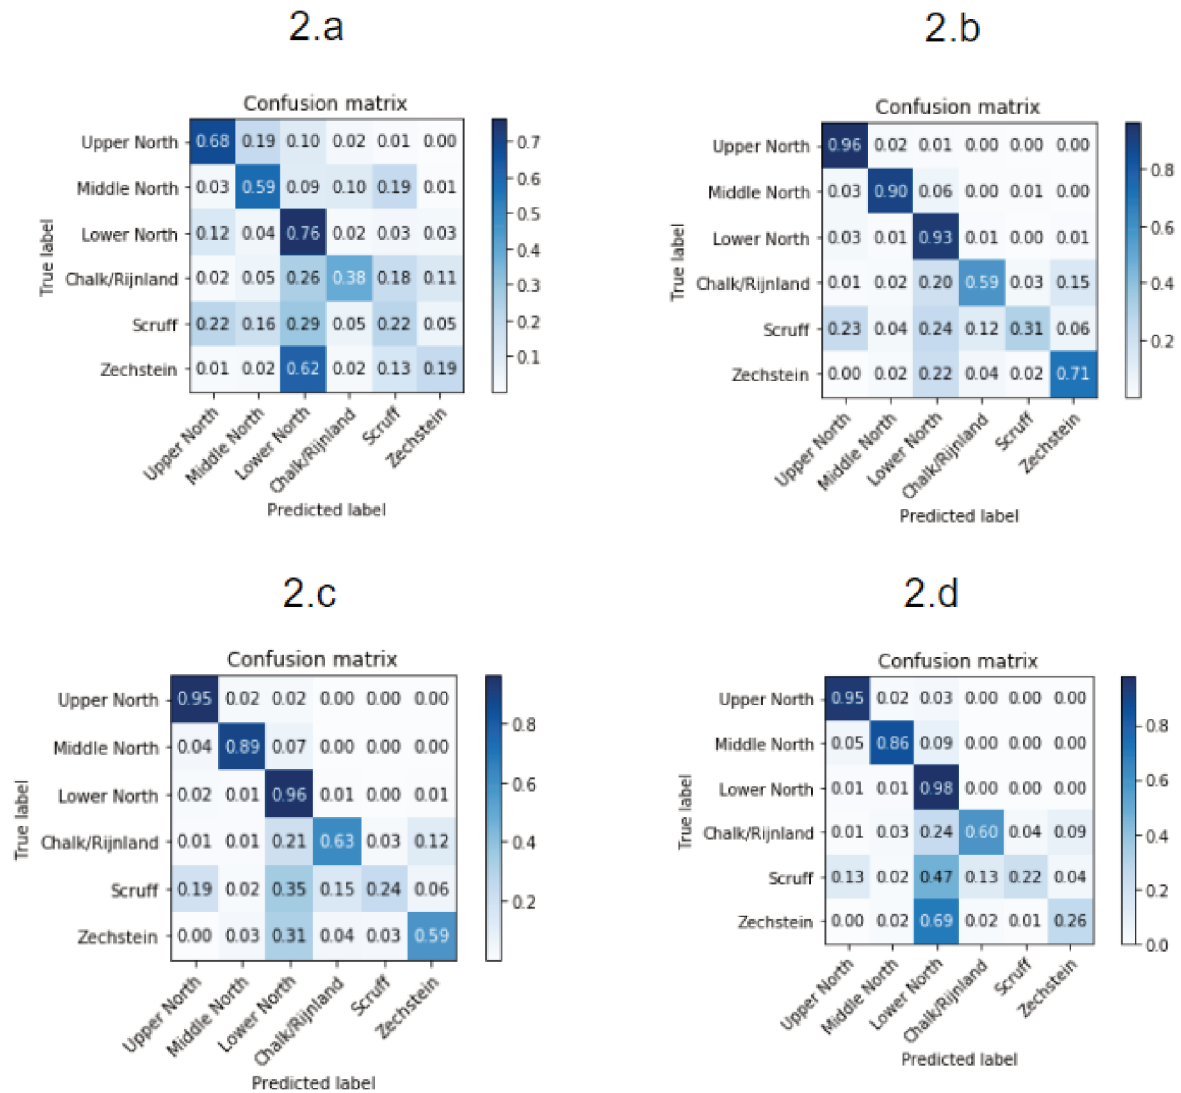 2.a
Confusion matrix
True label
Upper North 0.68 0.19 0.10 0.02 0.01 0.00
Middle North 0.03 0.59 0.09 0.10 0.19 0.01
Lower North 0.12 0.04 0.76 0.02 0.03 0.03
Chalk/Rijnland 0.02 0.05 0.26 0.38 0.18 0.11
Scruff 0.22 0.16 0.29 0.05 0.22 0.05
Zechstein 0.01 0.02 0.62 0.02 0.13 0.19
Upper North Middle North Lower North Chalk/Rijnland Scruff Zechstein
Predicted label
0.7
0.6
0.5
0.4
0.3
0.2
0.1
2.b
Confusion matrix
True label
Upper North 0.96 0.02 0.01 0.00 0.00 0.00
Middle North 0.03 0.90 0.06 0.00 0.01 0.00
Lower North 0.03 0.01 0.93 0.01 0.00 0.01
Chalk/Rijnland 0.01 0.02 0.20 0.59 0.03 0.15
Scruff 0.23 0.04 0.24 0.12 0.31 0.06
Zechstein 0.00 0.02 0.22 0.04 0.02 0.71
Upper North Middle North Lower North Chalk/Rijnland Scruff Zechstein
Predicted label
0.8
0.6
0.4
0.2
2.c
Confusion matrix
True label
Upper North 0.95 0.02 0.02 0.00 0.00 0.00
Middle North 0.04 0.89 0.07 0.00 0.00 0.00
Lower North 0.02 0.01 0.96 0.01 0.00 0.01
Chalk/Rijnland 0.01 0.01 0.21 0.63 0.03 0.12
Scruff 0.19 0.02 0.35 0.15 0.24 0.06
Zechstein 0.00 0.03 0.31 0.04 0.03 0.59
Upper North Middle North Lower North Chalk/Rijnland Scruff Zechstein
Predicted label
0.8
0.6
0.4
0.2
2.d
Confusion matrix
True label
Upper North 0.95 0.02 0.03 0.00 0.00 0.00
Middle North 0.05 0.86 0.09 0.00 0.00 0.00
Lower North 0.01 0.01 0.98 0.00 0.00 0.00
Chalk/Rijnland 0.01 0.03 0.24 0.60 0.04 0.09
Scruff 0.13 0.02 0.47 0.13 0.22 0.04
Zechstein 0.00 0.02 0.69 0.02 0.01 0.26
Upper North Middle North Lower North Chalk/Rijnland Scruff Zechstein
Predicted label
0.8
0.6
0.4
0.2
0.0